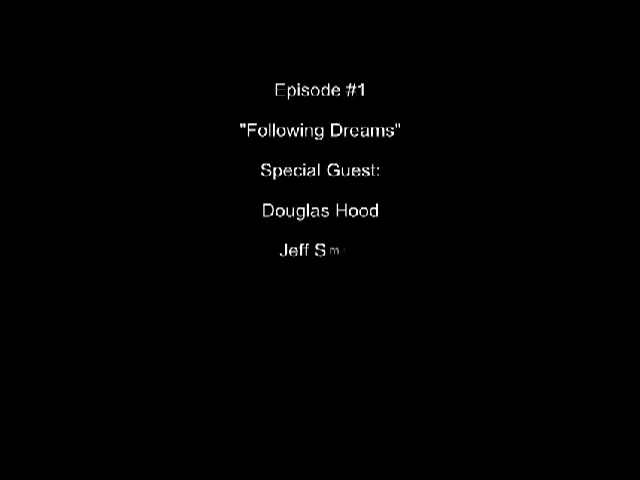 Episode #1
"Following Dreams"
Special Guest:
Douglas Hood
Jeff